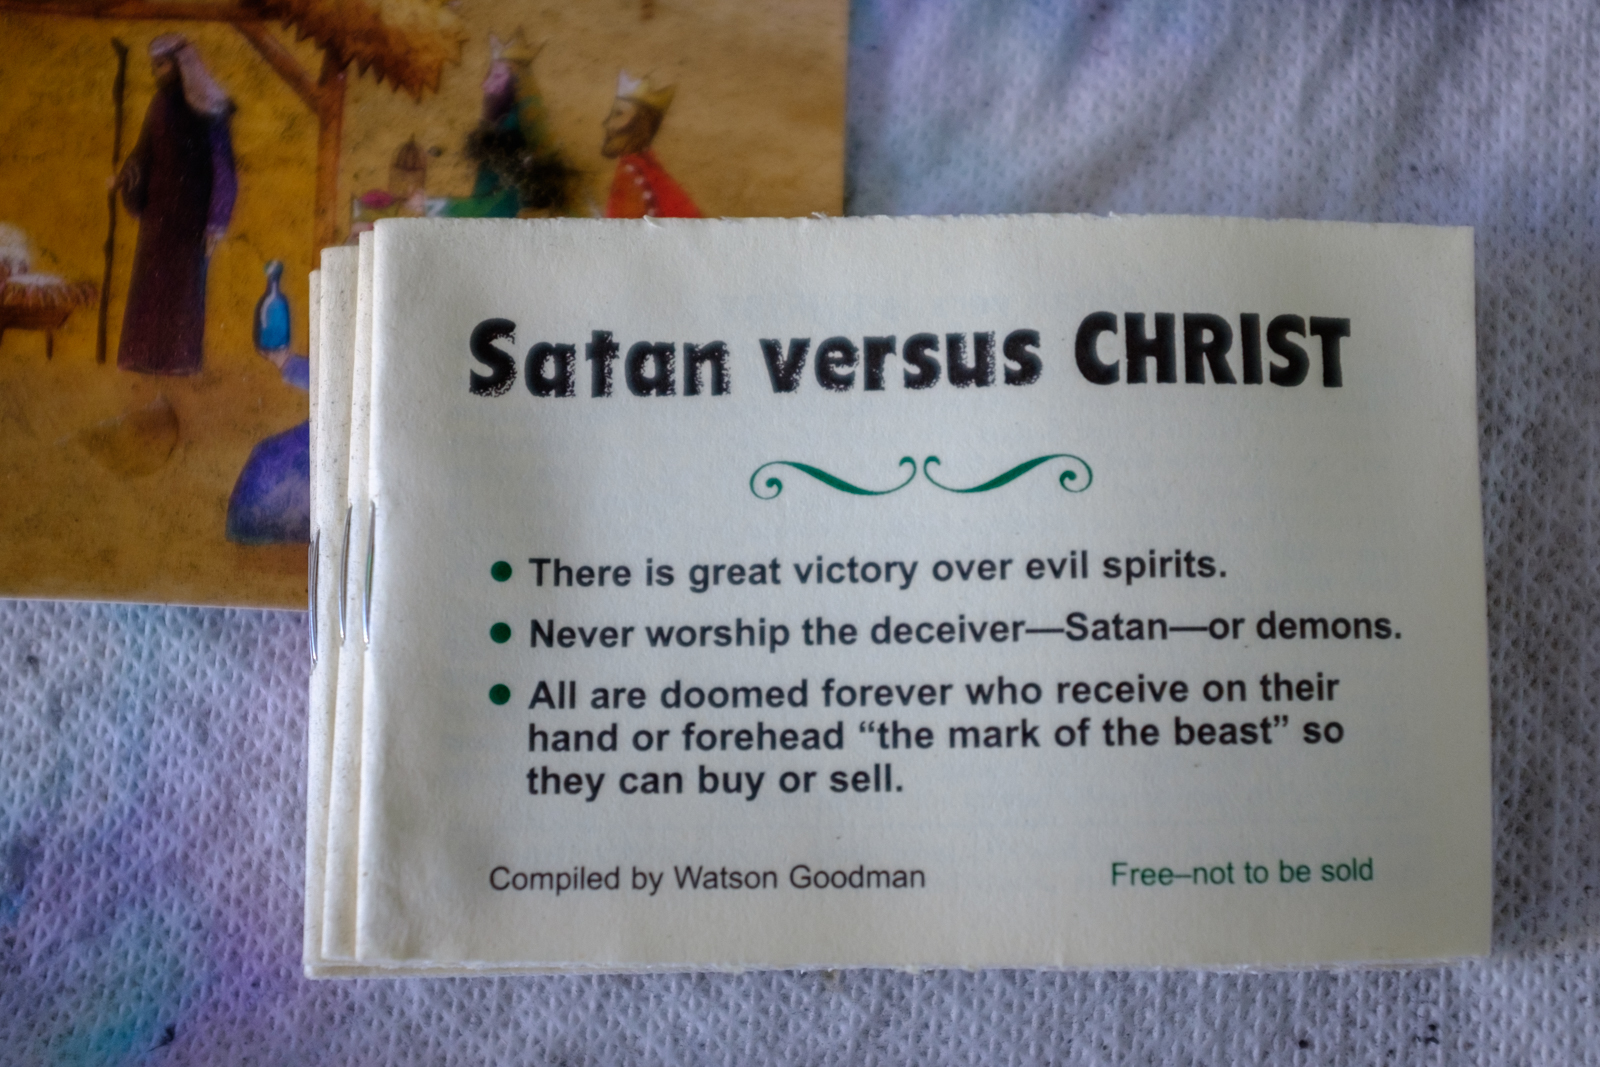 Satan versus CHRIST
● There is great victory over evil spirits.
● Never worship the deceiver—Satan—or demons.
● All are doomed forever who receive on their
hand or forehead “the mark of the beast” so
they can buy or sell.
Compiled by Watson Goodman
Free–not to be sold